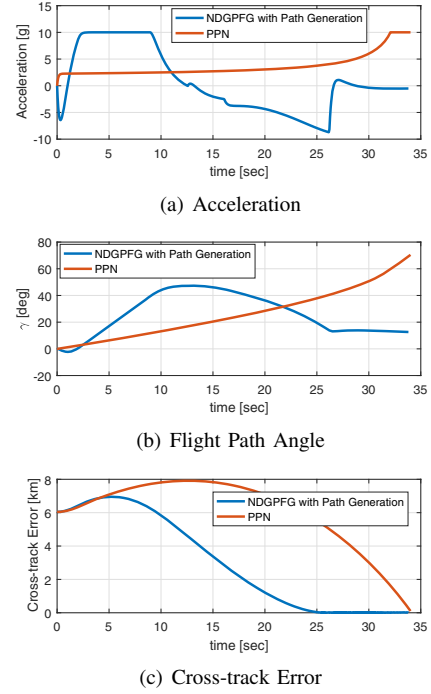 15
10
5
0
-5
-10
Acceleration [g]
NDGPFG with Path Generation
PPN
0 5 10 15 20 25 30 35
time [sec]
(a) Acceleration
80
60
40
20
0
-20
γ [deg]
NDGPFG with Path Generation
PPN
0 5 10 15 20 25 30 35
time [sec]
(b) Flight Path Angle
8
6
4
2
0
Cross-track Error [km]
NDGPFG with Path Generation
PPN
0 5 10 15 20 25 30 35
time [sec]
(c) Cross-track Error